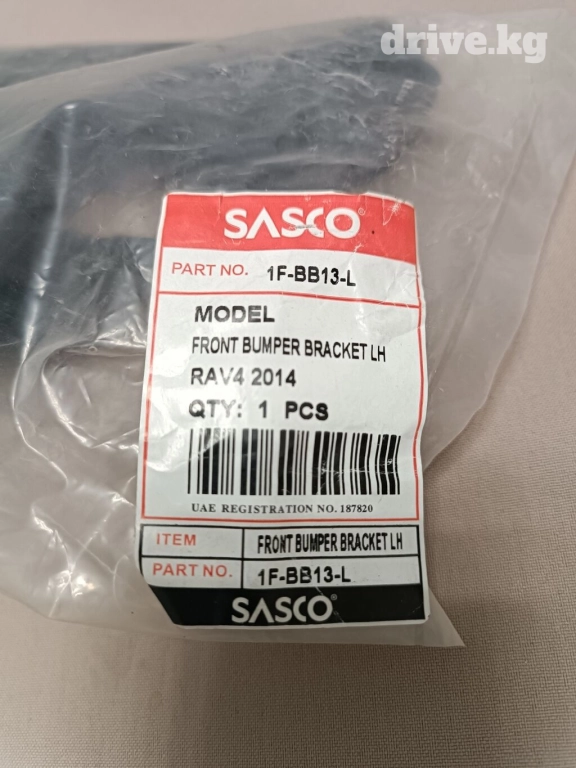 drive.kg
SASCO®
PART NO. 1F-BB13-L
MODEL
FRONT BUMPER BRACKET LH
RAV4 2014
QTY: 1 PCS
UAE REGISTRATION NO. 187820
ITEM FRONT BUMPER BRACKET LH
PART NO. 1F-BB13-L
SASCO®